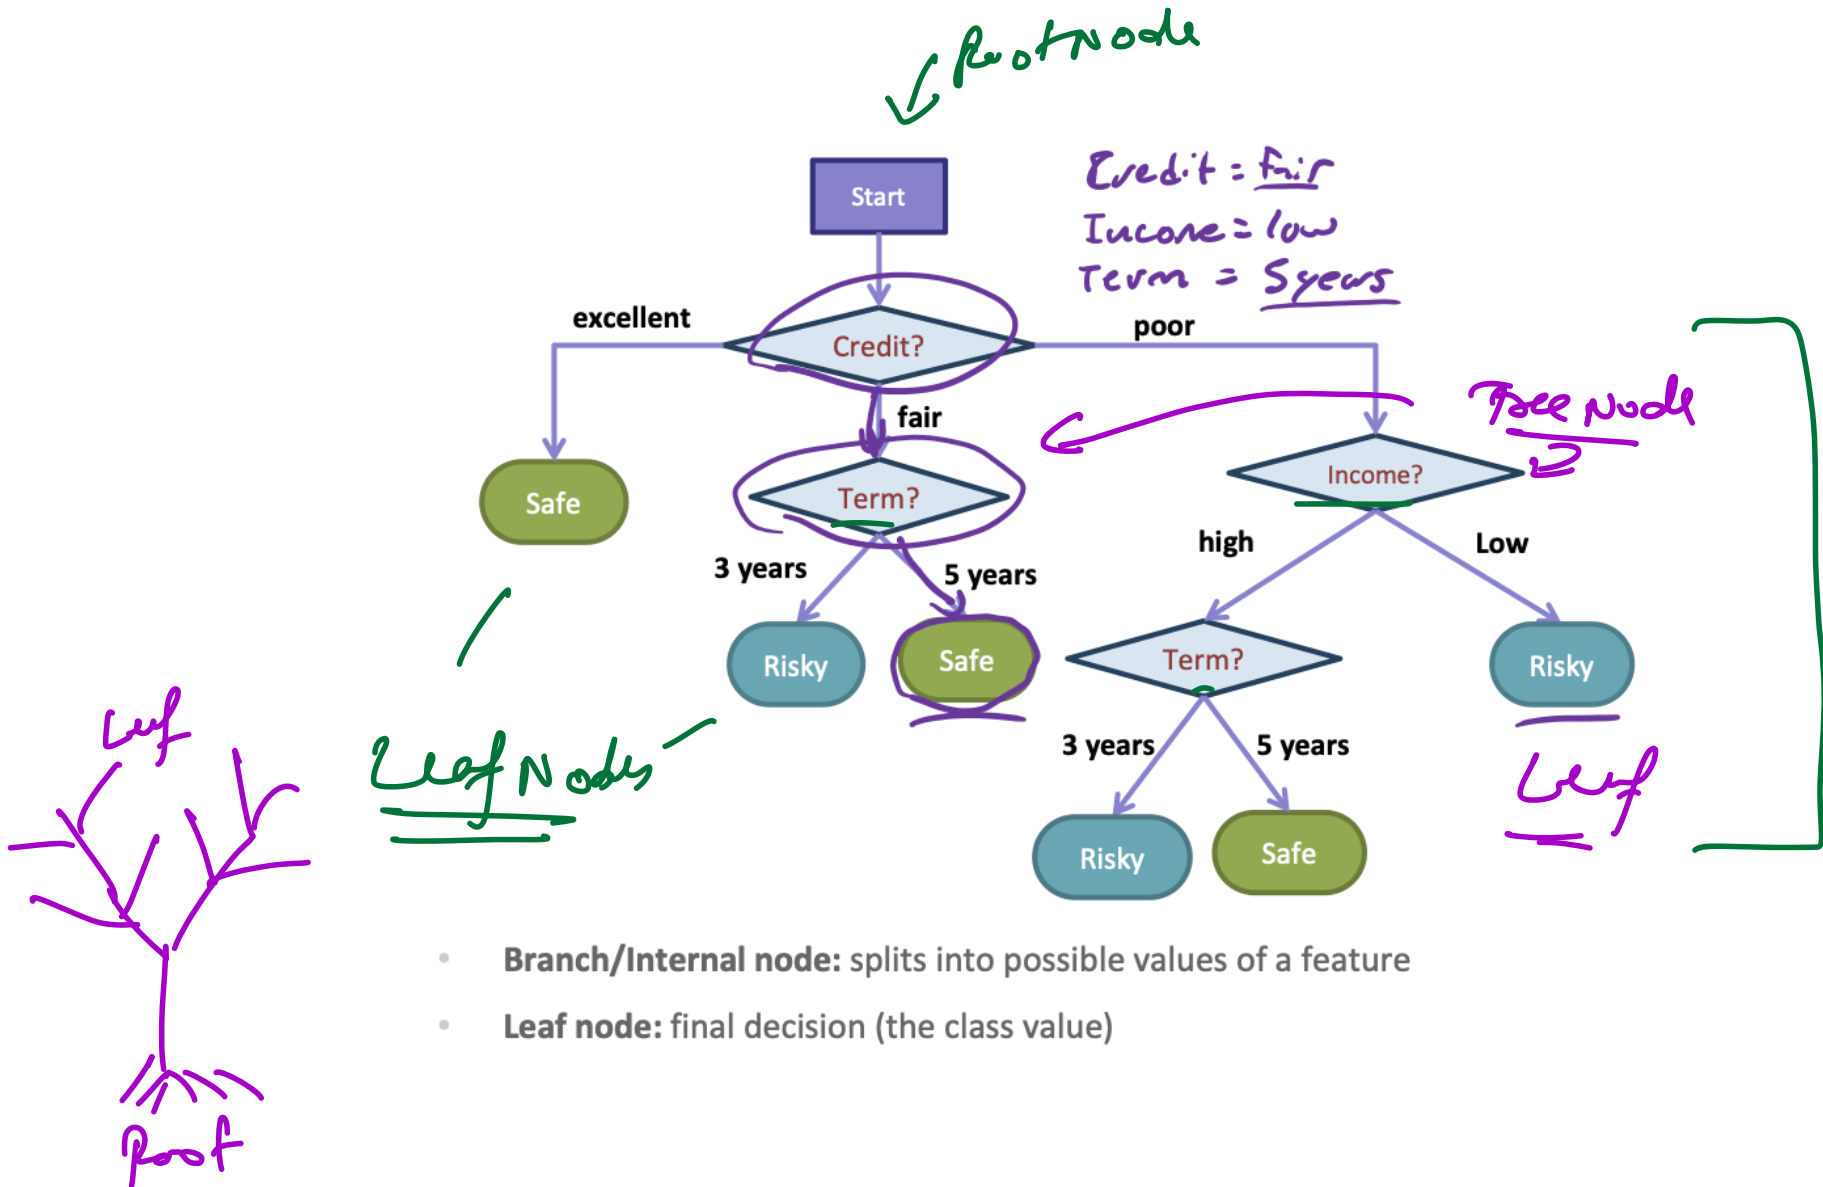 Root Node
Start
Credit = fair
Income = low
Term = 5 years
excellent
poor
Credit?
fair
Tree Node
Safe
Term?
Income?
3 years
5 years
high
Low
Risky
Safe
Term?
Risky
Leaf
Leaf Nodes
3 years
5 years
Leaf
Risky
Safe
• Branch/Internal node: splits into possible values of a feature
• Leaf node: final decision (the class value)
Root